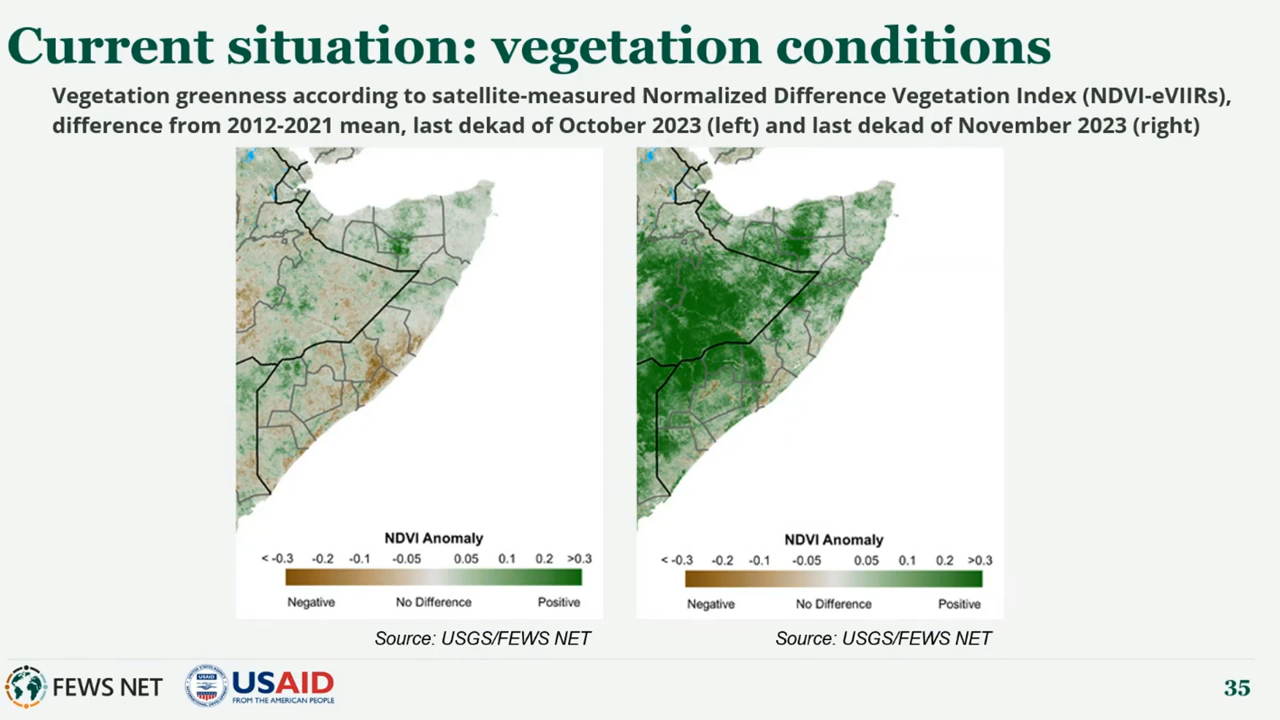 Current situation: vegetation conditions
Vegetation greenness according to satellite-measured Normalized Difference Vegetation Index (NDVI-eVIIRs),
difference from 2012-2021 mean, last dekad of October 2023 (left) and last dekad of November 2023 (right)
NDVI Anomaly
< -0.3 -0.2 -0.1 -0.05 0.05 0.1 0.2 >0.3
Negative No Difference Positive
Source: USGS/FEWS NET
NDVI Anomaly
< -0.3 -0.2 -0.1 -0.05 0.05 0.1 0.2 >0.3
Negative No Difference Positive
Source: USGS/FEWS NET
FEWS NET
USAID
FROM THE AMERICAN PEOPLE
35